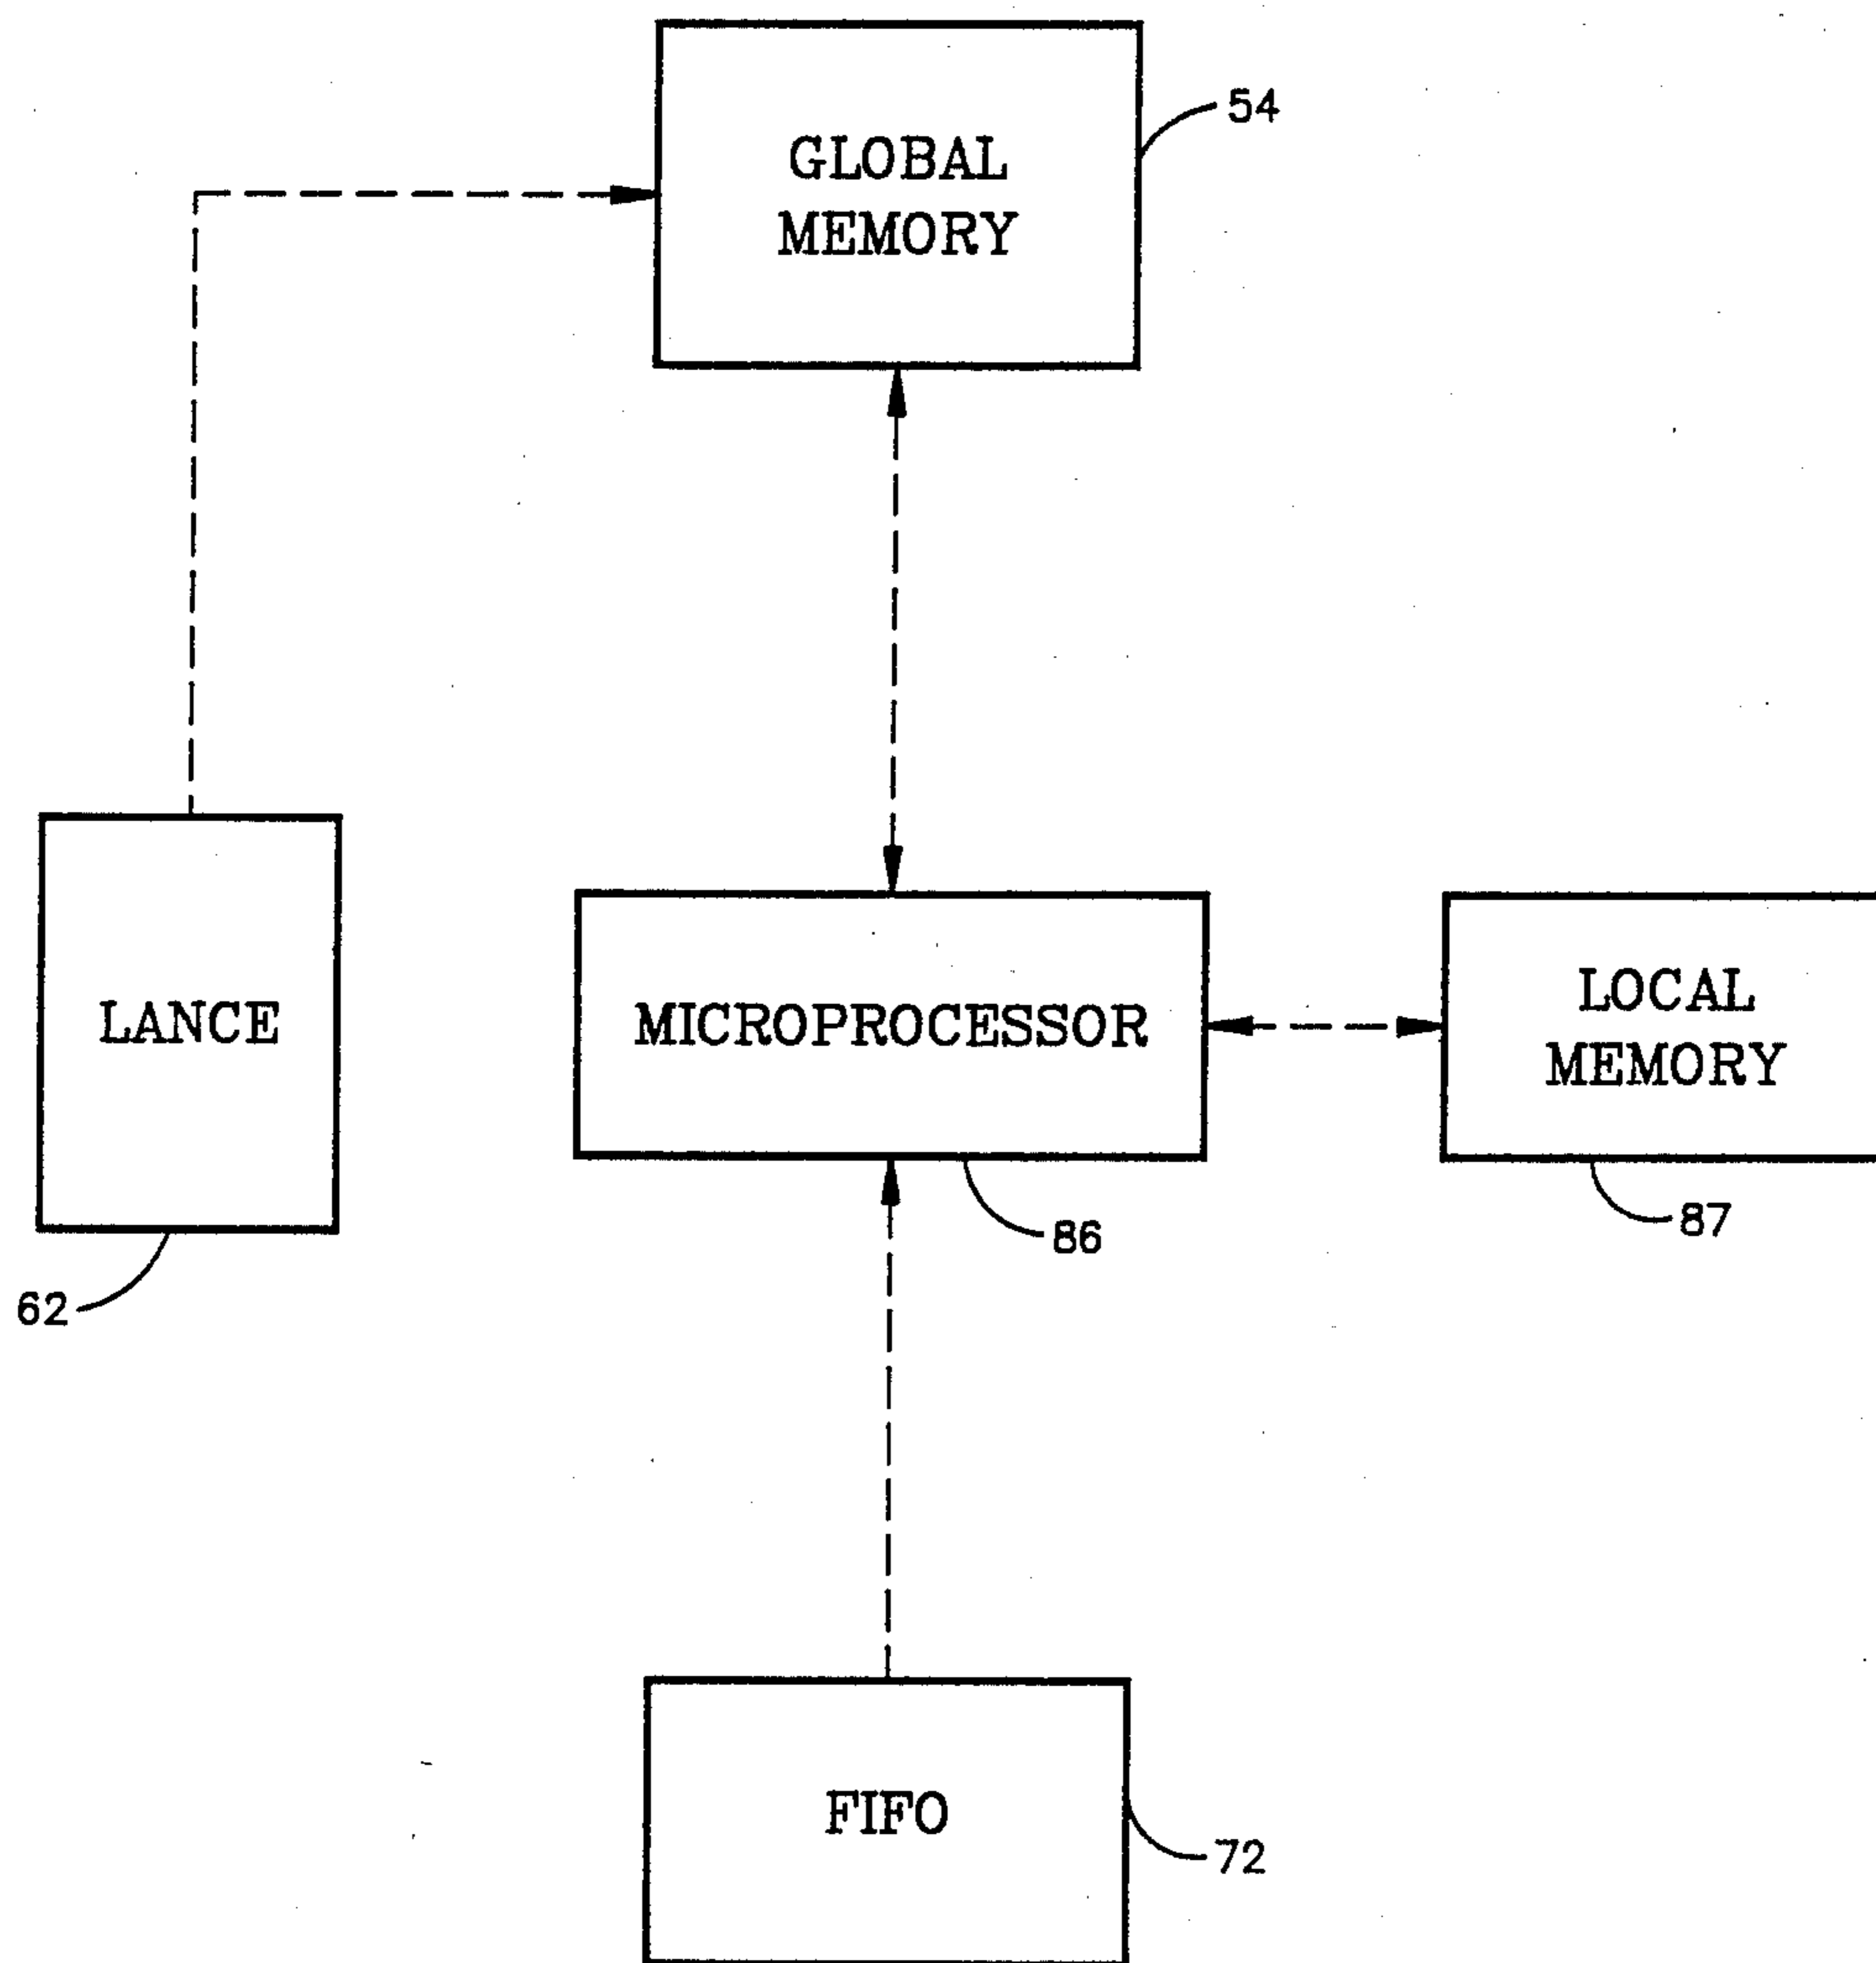 GLOBAL
MEMORY
54
LANCE
62
MICROPROCESSOR
86
LOCAL
MEMORY
87
FIFO
72